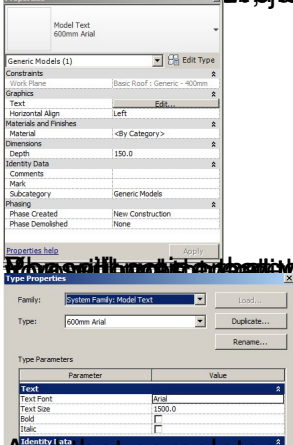 Model Text
600mm Arial
Generic Models (1) Edit Type
Constraints
Work Plane Basic Roof : Generic - 400mm
Graphics
Text Edit...
Horizontal Align Left
Materials and Finishes
Material <By Category>
Dimensions
Depth 150.0
Identity Data
Comments
Mark
Subcategory Generic Models
Phasing
Phase Created New Construction
Phase Demolished None
Properties help Apply
Type Properties
Family: System Family: Model Text Load...
Type: 600mm Arial Duplicate...
Rename...
Type Parameters
Parameter Value
Text
Text Font Arial
Text Size 1500.0
Bold
Italic
Identity Data